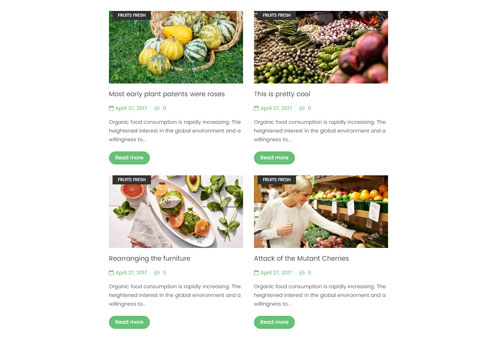 FRUITS FRESH
Most early plant patents were roses
April 27, 2017 0
Organic food consumption is rapidly increasing. The
heightened interest in the global environment and a
willingness to...
Read more
FRUITS FRESH
This is pretty cool
April 27, 2017 0
Organic food consumption is rapidly increasing. The
heightened interest in the global environment and a
willingness to...
Read more
FRUITS FRESH
Rearranging the furniture
April 27, 2017 0
Organic food consumption is rapidly increasing. The
heightened interest in the global environment and a
willingness to...
Read more
FRUITS FRESH
Attack of the Mutant Cherries
April 27, 2017 0
Organic food consumption is rapidly increasing. The
heightened interest in the global environment and a
willingness to...
Read more